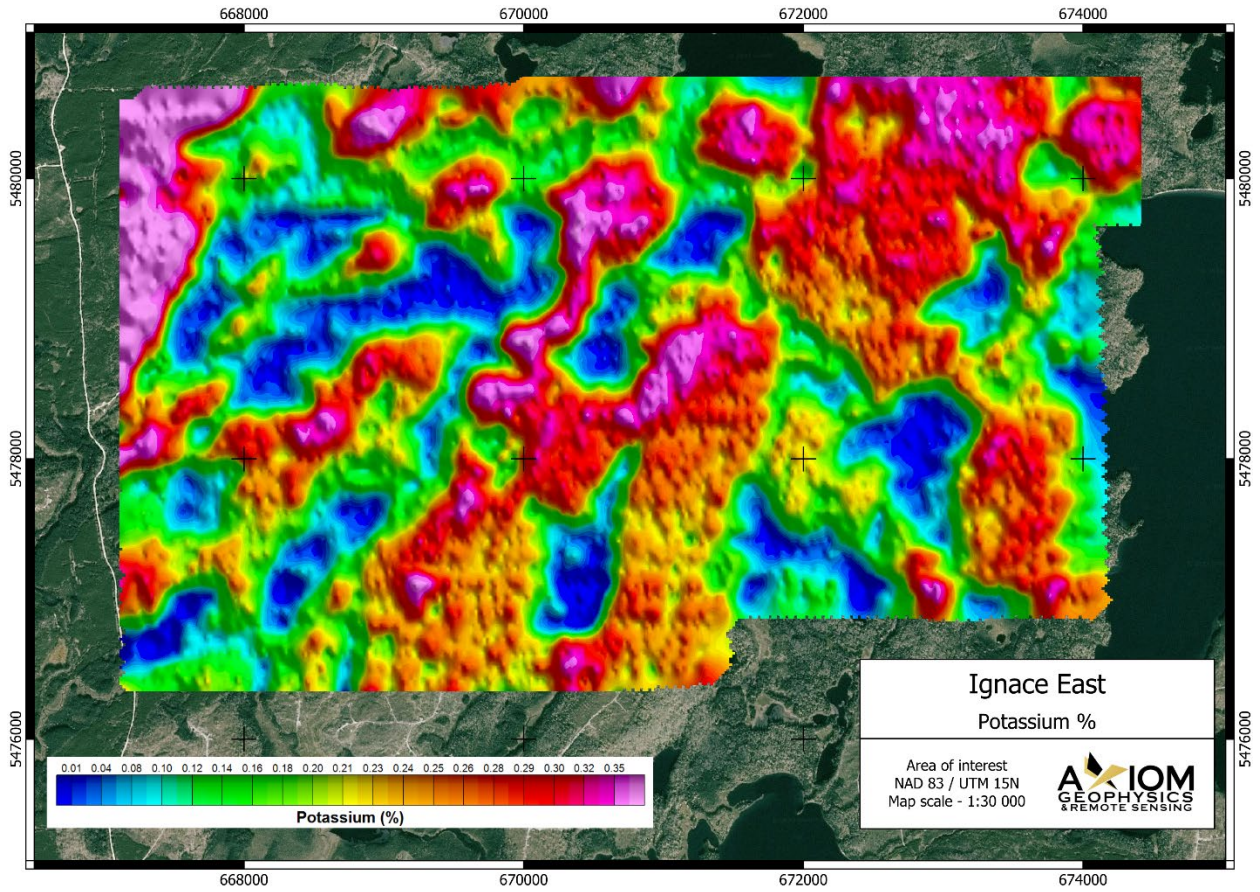 668000 670000 672000 674000
5480000 5480000
5478000 5478000
5476000 5476000
Ignace East
Potassium %
Area of interest
NAD 83 / UTM 15N
Map scale - 1:30 000
AXIOM
GEOPHYSICS
& REMOTE SENSING
0.01 0.04 0.08 0.10 0.12 0.14 0.16 0.18 0.20 0.21 0.23 0.24 0.25 0.26 0.28 0.29 0.30 0.32 0.35
Potassium (%)
668000 670000 672000 674000